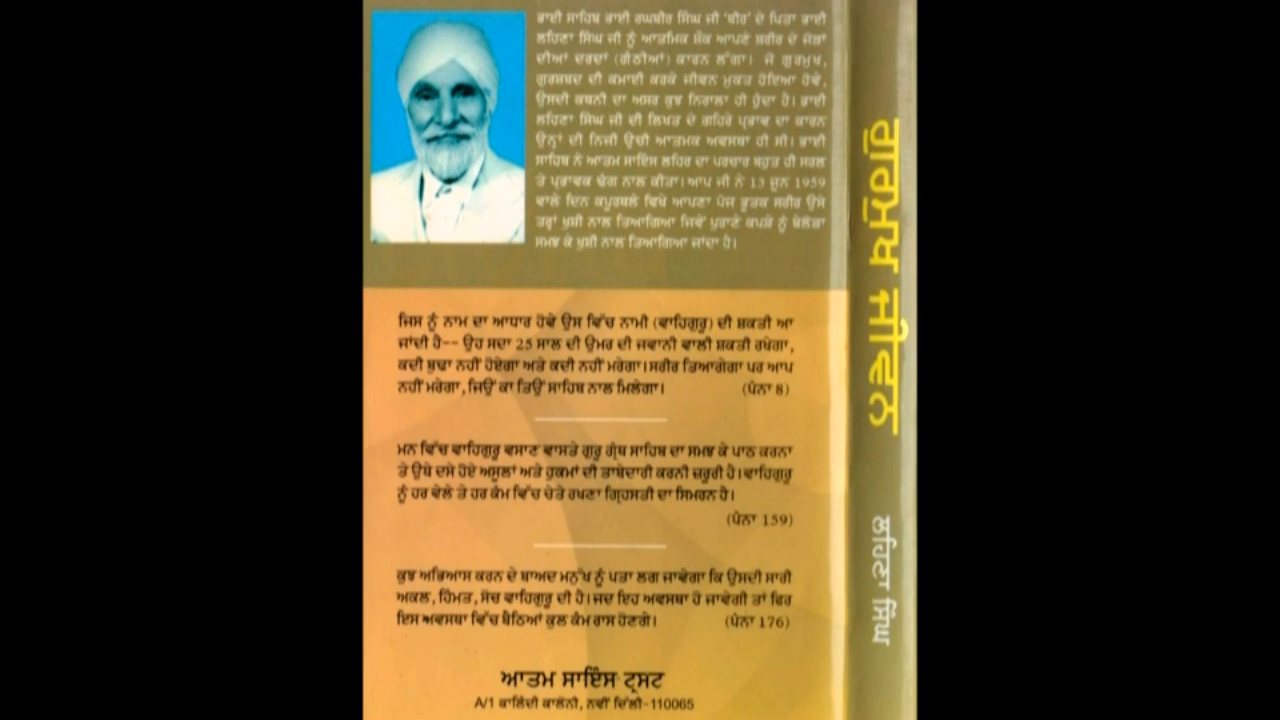 ਭਾਈ ਸਾਹਿਬ ਭਾਈ ਰਘਬੀਰ ਸਿੰਘ ਜੀ 'ਬੀਰ' ਦੇ ਪਿਤਾ ਭਾਈ
ਲਹਿਣਾ ਸਿੰਘ ਜੀ ਨੂੰ ਆਤਮਿਕ ਸ਼ੌਕ ਆਪਣੇ ਸ਼ਰੀਰ ਦੇ ਜੋੜਾਂ
ਦੀਆਂ ਦਰਦਾਂ (ਗੰਠੀਆਂ) ਕਾਰਨ ਲੱਗਾ। ਜੋ ਗੁਰਮੁਖ,
ਗੁਰਸ਼ਬਦ ਦੀ ਕਮਾਈ ਕਰਕੇ ਜੀਵਨ ਮੁਕਤ ਹੋਇਆ ਹੋਵੇ,
ਉਸਦੀ ਕਥਨੀ ਦਾ ਅਸਰ ਕੁਝ ਨਿਰਾਲਾ ਹੀ ਹੁੰਦਾ ਹੈ। ਭਾਈ
ਲਹਿਣਾ ਸਿੰਘ ਜੀ ਦੀ ਲਿਖਤ ਦੇ ਗਹਿਰੇ ਪ੍ਰਭਾਵ ਦਾ ਕਾਰਨ
ਉਨ੍ਹਾਂ ਦੀ ਨਿਜੀ ਉਚੀ ਆਤਮਕ ਅਵਸਥਾ ਹੀ ਸੀ। ਭਾਈ
ਸਾਹਿਬ ਨੇ ਆਤਮ ਸਾਇੰਸ ਲਹਿਰ ਦਾ ਪਰਚਾਰ ਬਹੁਤ ਹੀ ਸਰਲ
ਤੇ ਪ੍ਰਭਾਵਕ ਢੰਗ ਨਾਲ ਕੀਤਾ। ਆਪ ਜੀ ਨੇ 13 ਜੂਨ 1959
ਵਾਲੇ ਦਿਨ ਕਪੂਰਥਲੇ ਵਿਖੇ ਆਪਣਾ ਪੰਜ ਭੂਤਕ ਸਰੀਰ ਉਸੇ
ਤਰ੍ਹਾਂ ਖੁਸ਼ੀ ਨਾਲ ਤਿਆਗਿਆ ਜਿਵੇਂ ਪੁਰਾਣੇ ਕਪੜੇ ਨੂੰ ਬੇਲੋੜਾ
ਸਮਝ ਕੇ ਖੁਸ਼ੀ ਨਾਲ ਤਿਆਗਿਆ ਜਾਂਦਾ ਹੈ।
ਜਿਸ ਨੂੰ ਨਾਮ ਦਾ ਆਧਾਰ ਹੋਵੇ ਉਸ ਵਿੱਚ ਨਾਮੀ (ਵਾਹਿਗੁਰੂ) ਦੀ ਸ਼ਕਤੀ ਆ
ਜਾਂਦੀ ਹੈ-- ਉਹ ਸਦਾ 25 ਸਾਲ ਦੀ ਉਮਰ ਦੀ ਜਵਾਨੀ ਵਾਲੀ ਸ਼ਕਤੀ ਰਖੇਗਾ,
ਕਦੀ ਬੁਢਾ ਨਹੀਂ ਹੋਏਗਾ ਅਤੇ ਕਦੀ ਨਹੀਂ ਮਰੇਗਾ। ਸਰੀਰ ਤਿਆਗੇਗਾ ਪਰ ਆਪ
ਨਹੀਂ ਮਰੇਗਾ, ਜਿਉਂ ਕਾ ਤਿਉਂ ਸਾਹਿਬ ਨਾਲ ਮਿਲੇਗਾ। (ਪੰਨਾ 8)
ਮਨ ਵਿੱਚ ਵਾਹਿਗੁਰੂ ਵਸਾਣ ਵਾਸਤੇ ਗੁਰੂ ਗ੍ਰੰਥ ਸਾਹਿਬ ਦਾ ਸਮਝ ਕੇ ਪਾਠ ਕਰਨਾ
ਤੇ ਉਥੇ ਦਸੇ ਹੋਏ ਅਸੂਲਾਂ ਅਤੇ ਹੁਕਮਾਂ ਦੀ ਤਾਬੇਦਾਰੀ ਕਰਨੀ ਜ਼ਰੂਰੀ ਹੈ। ਵਾਹਿਗੁਰੂ
ਨੂੰ ਹਰ ਵੇਲੇ ਤੇ ਹਰ ਕੰਮ ਵਿੱਚ ਚੇਤੇ ਰਖਣਾ ਗ੍ਰਿਹਸਤੀ ਦਾ ਸਿਮਰਨ ਹੈ।
(ਪੰਨਾ 159)
ਕੁਝ ਅਭਿਆਸ ਕਰਨ ਦੇ ਬਾਅਦ ਮਨੁੱਖ ਨੂੰ ਪਤਾ ਲਗ ਜਾਵੇਗਾ ਕਿ ਉਸਦੀ ਸਾਰੀ
ਅਕਲ, ਹਿੰਮਤ, ਸੋਚ ਵਾਹਿਗੁਰੂ ਦੀ ਹੈ। ਜਦ ਇਹ ਅਵਸਥਾ ਹੋ ਜਾਵੇਗੀ ਤਾਂ ਫਿਰ
ਇਸ ਅਵਸਥਾ ਵਿੱਚ ਬੈਠਿਆਂ ਕੁਲ ਕੰਮ ਰਾਸ ਹੋਣਗੇ। (ਪੰਨਾ 176)
ਆਤਮ ਸਾਇੰਸ ਟ੍ਰਸਟ
A/1 ਕਾਲਿੰਦੀ ਕਾਲੋਨੀ, ਨਵੀਂ ਦਿੱਲੀ-110065
ਗੁਰਮੁਖ ਜੀਵਨ
ਲਹਿਣਾ ਸਿੰਘ